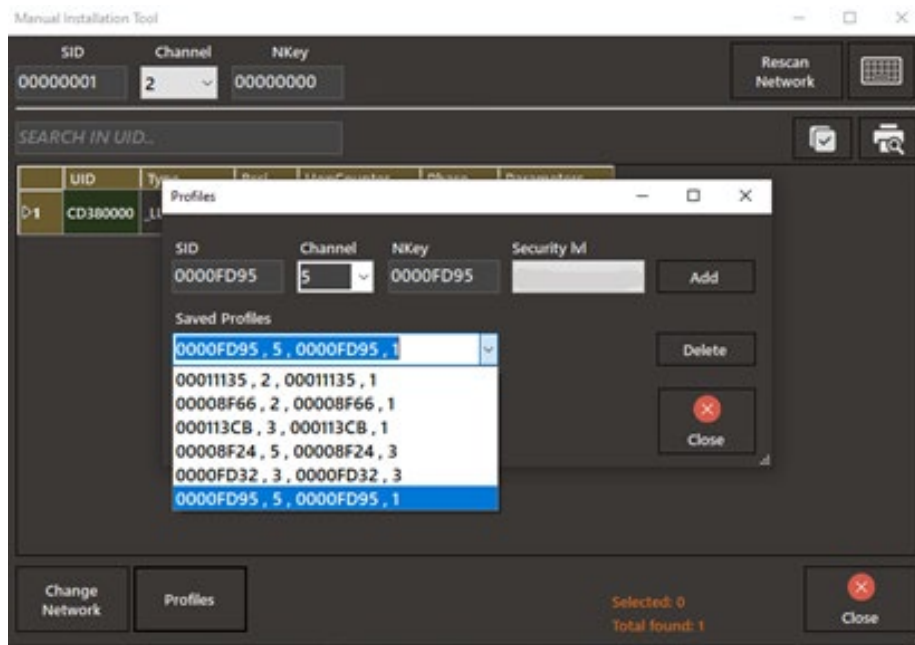 Manual Installation Tool
SID Channel NKey
00000001 2 00000000
Rescan
Network
SEARCH IN UID...
UID
1 CD380000 _LU
Profiles
SID Channel NKey Security lvl
0000FD95 5 0000FD95 Add
Saved Profiles
0000FD95 , 5 , 0000FD95 , 1 Delete
00011135 , 2 , 00011135 , 1
00008F66 , 2 , 00008F66 , 1
000113CB , 3 , 000113CB , 1
00008F24 , 5 , 00008F24 , 3
0000FD32 , 3 , 0000FD32 , 3
0000FD95 , 5 , 0000FD95 , 1
Close
Change
Network
Profiles
Selected: 0
Total found: 1
Close